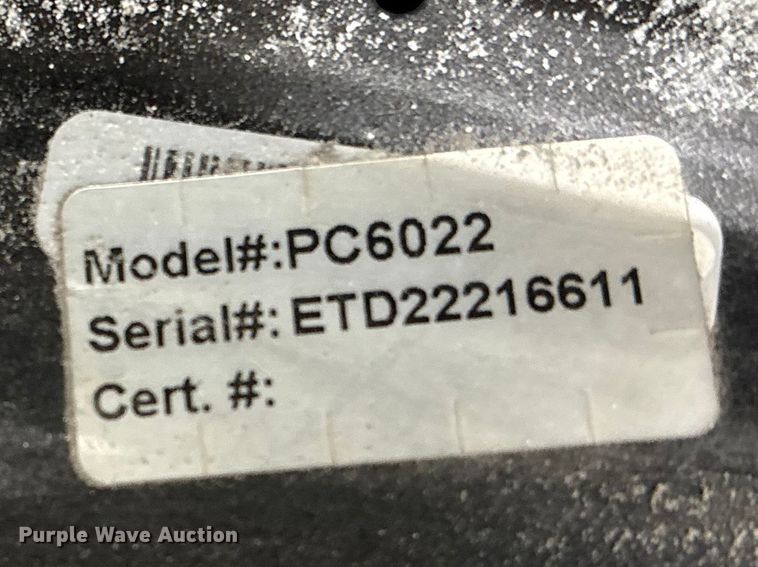 Model#:PC6022
Serial#: ETD22216611
Cert. #:
Purple Wave Auction